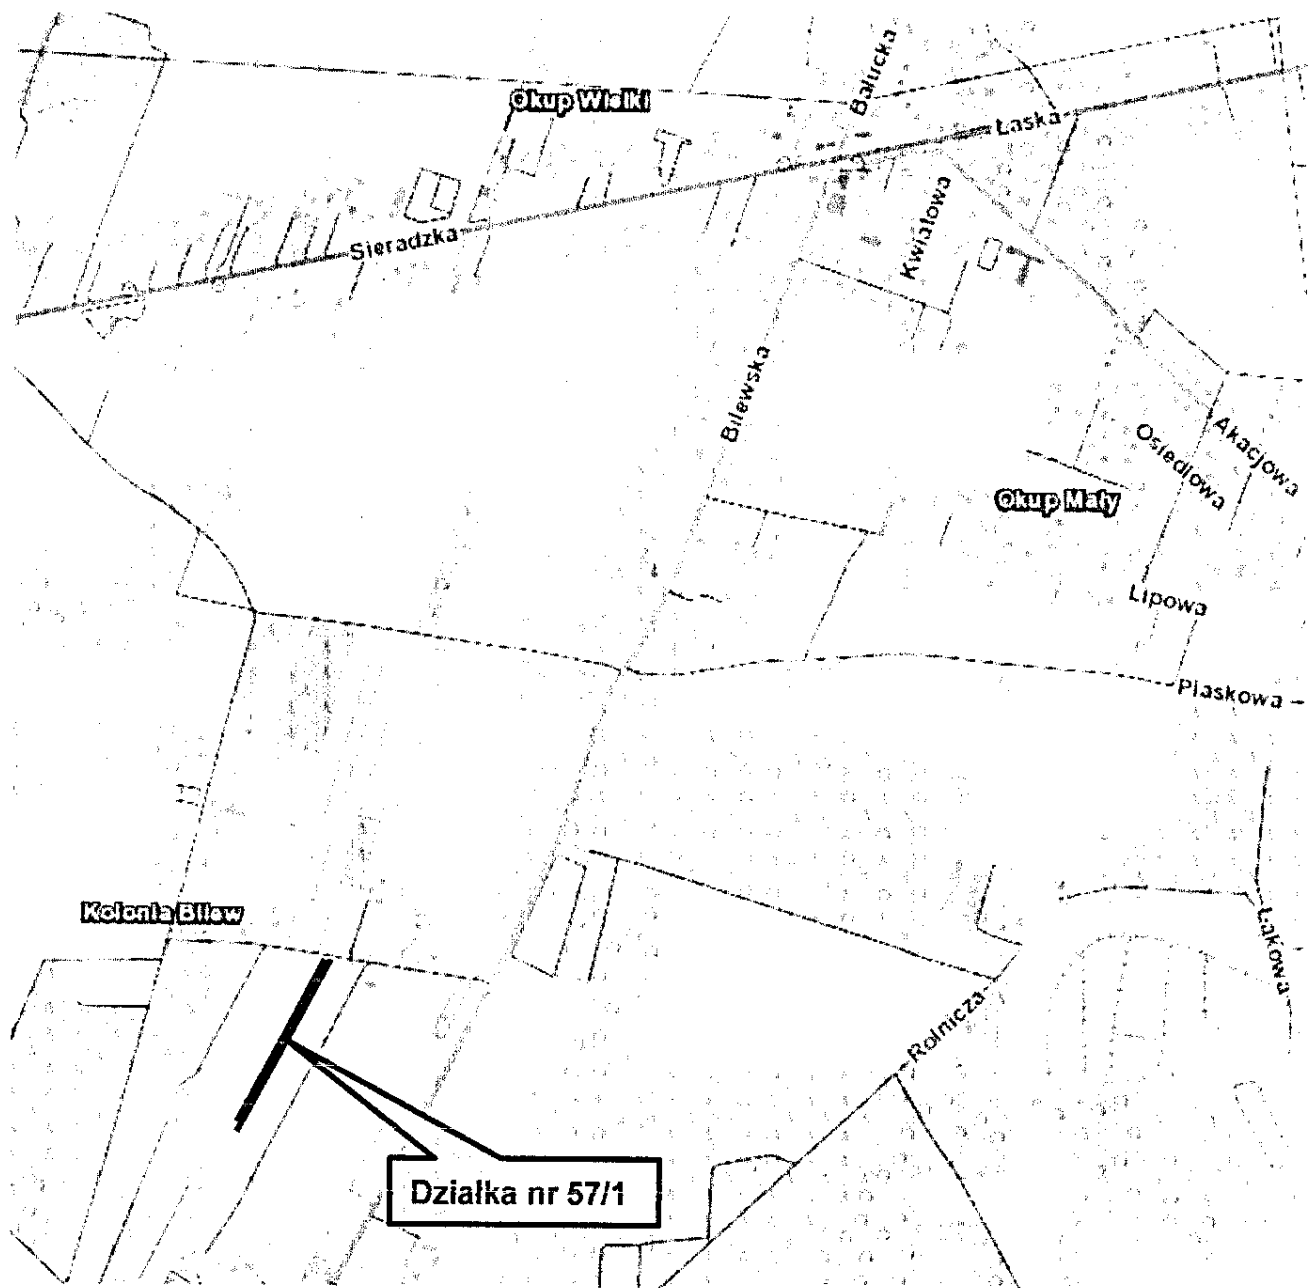 Bałucka
Okup Wielki
Łaska
Sieradzka
Kwiatowa
Bilewska
Akacjowa
Osiedlowa
Okup Mały
Lipowa
Piaskowa
Kolonia Bilew
Łąkowa
Rolnicza
Działka nr 57/1